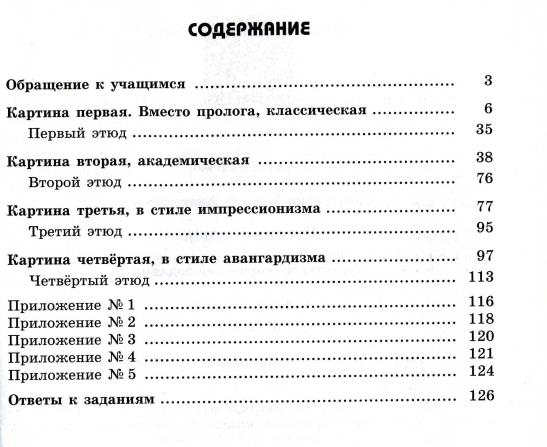 СОДЕРЖАНИЕ
Обращение к учащимся ........................................ 3
Картина первая. Вместо пролога, классическая ................ 6
Первый этюд ........................................ 35
Картина вторая, академическая ........................ 38
Второй этюд ........................................ 76
Картина третья, в стиле импрессионизма ................ 77
Третий этюд ........................................ 95
Картина четвёртая, в стиле авангардизма ................ 97
Четвёртый этюд ........................................ 113
Приложение № 1 ........................................ 116
Приложение № 2 ........................................ 118
Приложение № 3 ........................................ 120
Приложение № 4 ........................................ 121
Приложение № 5 ........................................ 124
Ответы к заданиям ........................................ 126